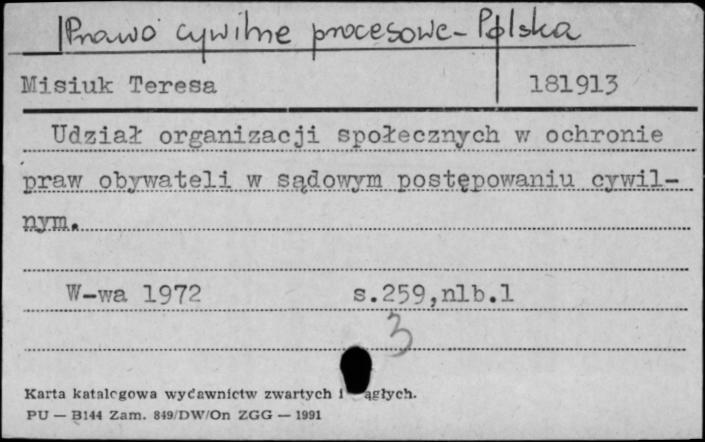 Prawo cywilne procesowe - Polska
Misiuk Teresa 181913
Udział organizacji społecznych w ochronie
praw obywateli w sądowym postępowaniu cywil-
nym.
W-wa 1972 s.259,nlb.1
3
Karta katalogowa wydawnictw zwartych i ągłych.
PU — B144 Zam. 849/DW/On ZGG — 1991